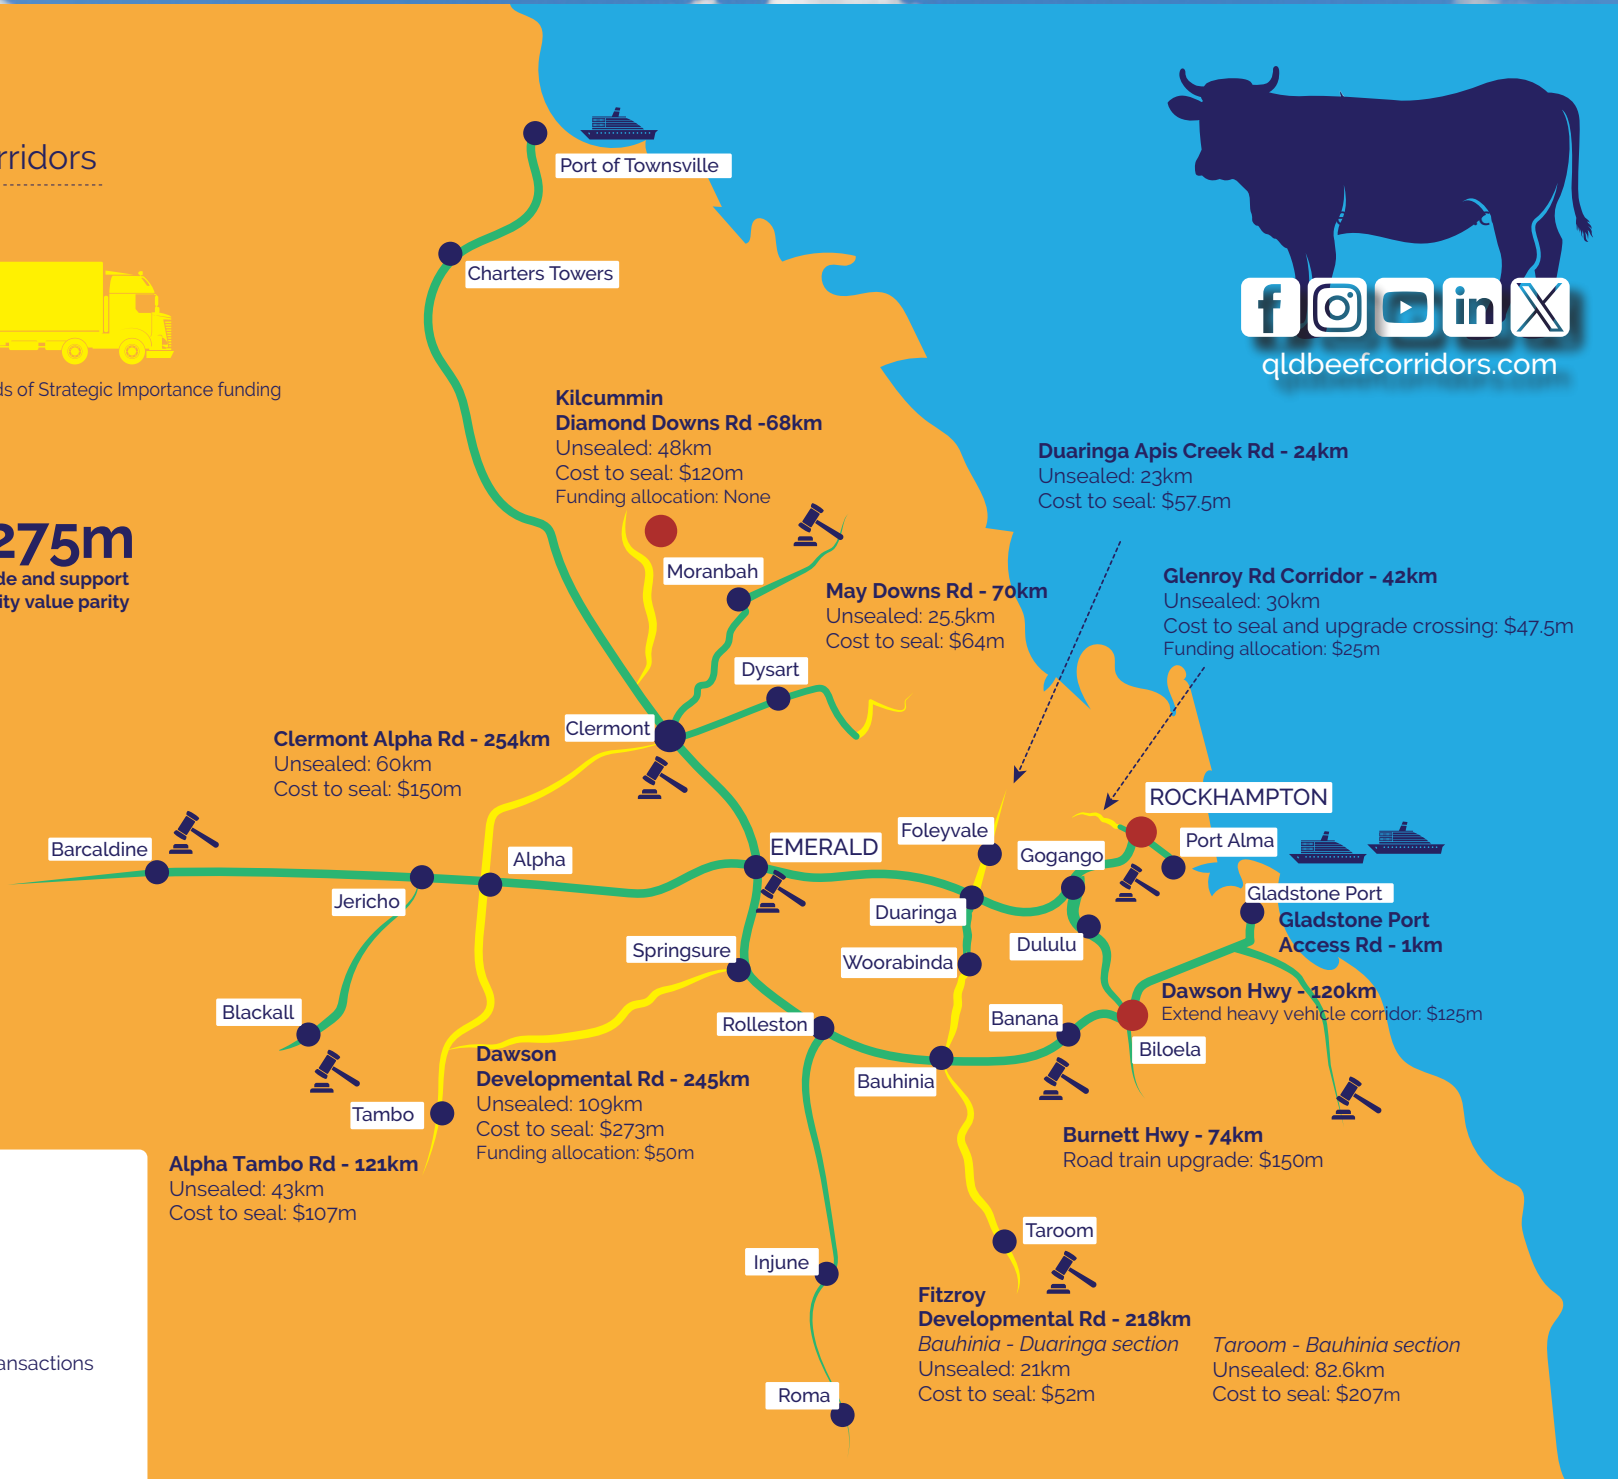 rridors
ds of Strategic Importance funding
275m
de and support
ity value parity
ansactions
qldbeefcorridors.com
Port of Townsville
Charters Towers
Kilcummin
Diamond Downs Rd -68km
Unsealed: 48km
Cost to seal: $120m
Funding allocation: None
Duaringa Apis Creek Rd - 24km
Unsealed: 23km
Cost to seal: $57.5m
Moranbah
May Downs Rd - 70km
Unsealed: 25.5km
Cost to seal: $64m
Glenroy Rd Corridor - 42km
Unsealed: 30km
Cost to seal and upgrade crossing: $47.5m
Funding allocation: $25m
Dysart
Clermont
Clermont Alpha Rd - 254km
Unsealed: 60km
Cost to seal: $150m
ROCKHAMPTON
Barcaldine
Alpha
EMERALD
Foleyvale
Gogango
Port Alma
Jericho
Duaringa
Gladstone Port
Gladstone Port
Access Rd - 1km
Springsure
Woorabinda
Dululu
Dawson Hwy - 120km
Extend heavy vehicle corridor: $125m
Blackall
Rolleston
Banana
Biloela
Bauhinia
Dawson
Developmental Rd - 245km
Unsealed: 109km
Cost to seal: $273m
Funding allocation: $50m
Tambo
Burnett Hwy - 74km
Road train upgrade: $150m
Alpha Tambo Rd - 121km
Unsealed: 43km
Cost to seal: $107m
Taroom
Injune
Fitzroy
Developmental Rd - 218km
Bauhinia - Duaringa section
Unsealed: 21km
Cost to seal: $52m
Taroom - Bauhinia section
Unsealed: 82.6km
Cost to seal: $207m
Roma